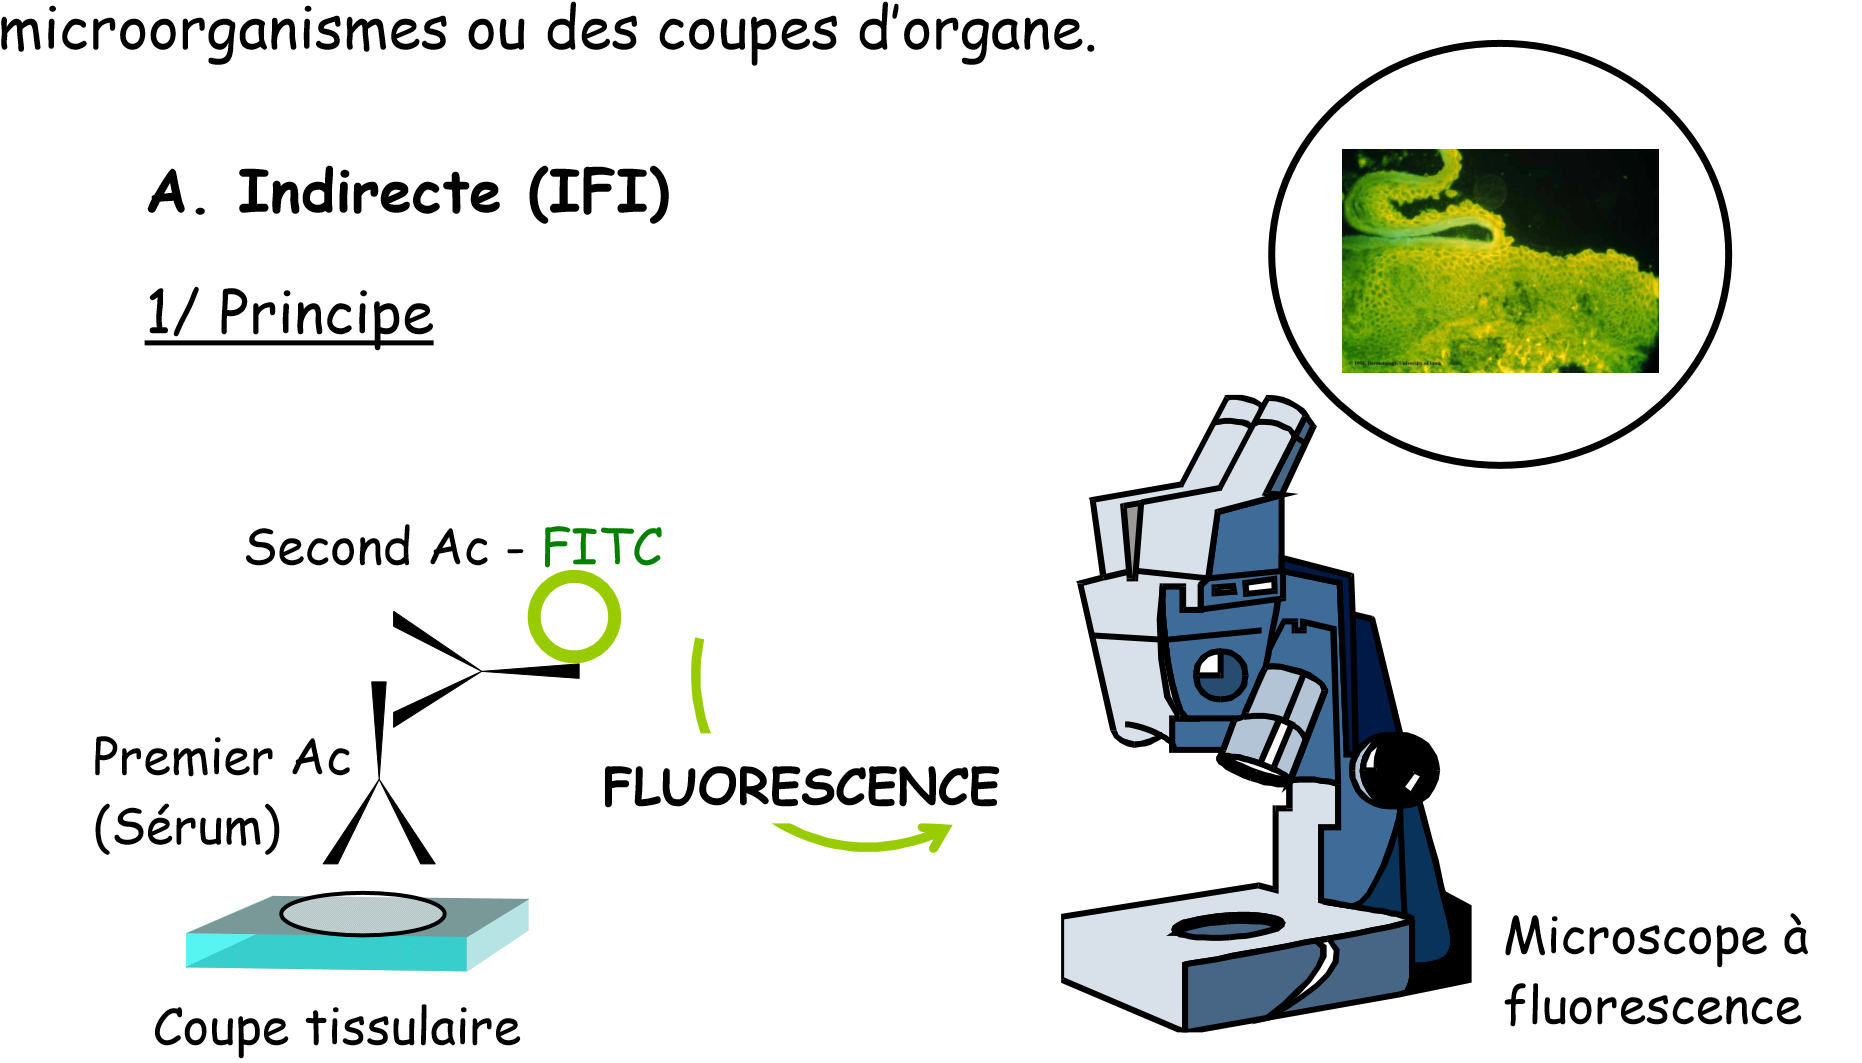 microorganismes ou des coupes d’organe.
A. Indirecte (IFI)
1/ Principe
Second Ac - FITC
Premier Ac
(Sérum)
FLUORESCENCE
Coupe tissulaire
Microscope à
fluorescence